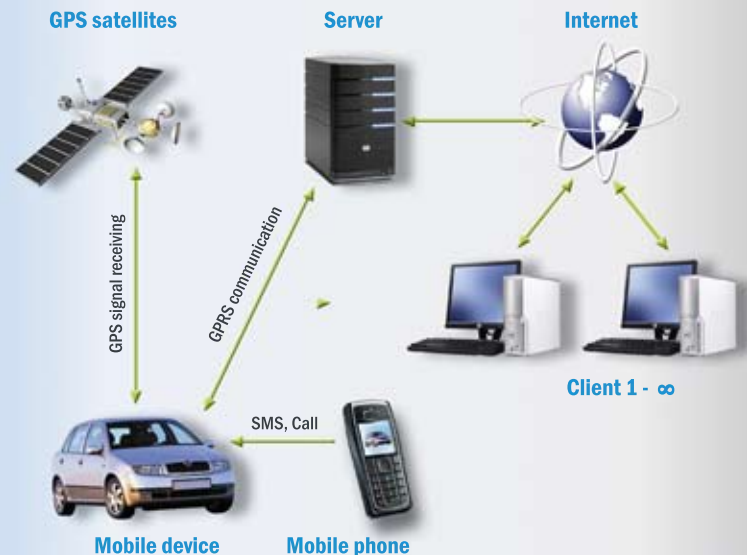 GPS satellites
Server
Internet
GPS signal receiving
GPRS communication
Client 1 - ∞
SMS, Call
Mobile device
Mobile phone